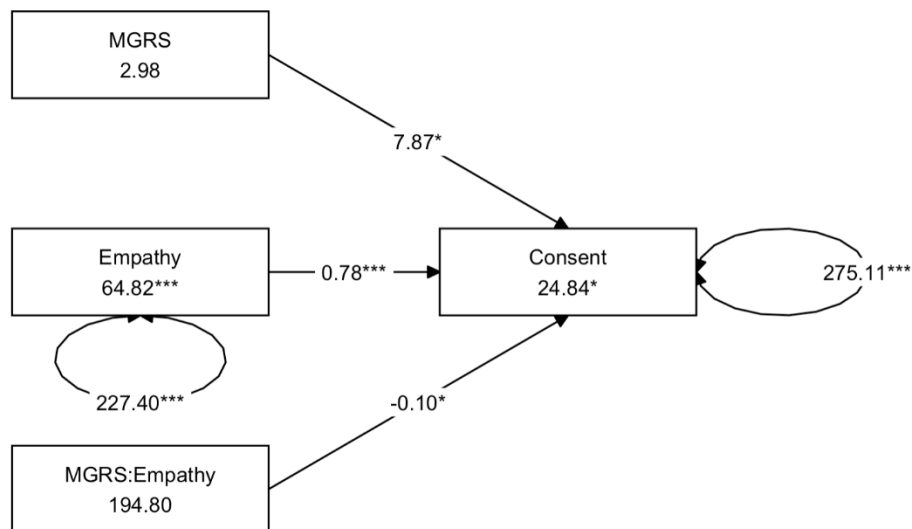 MGRS
2.98
7.87*
Empathy
64.82***
0.78***
Consent
24.84*
275.11***
227.40***
-0.10*
MGRS:Empathy
194.80